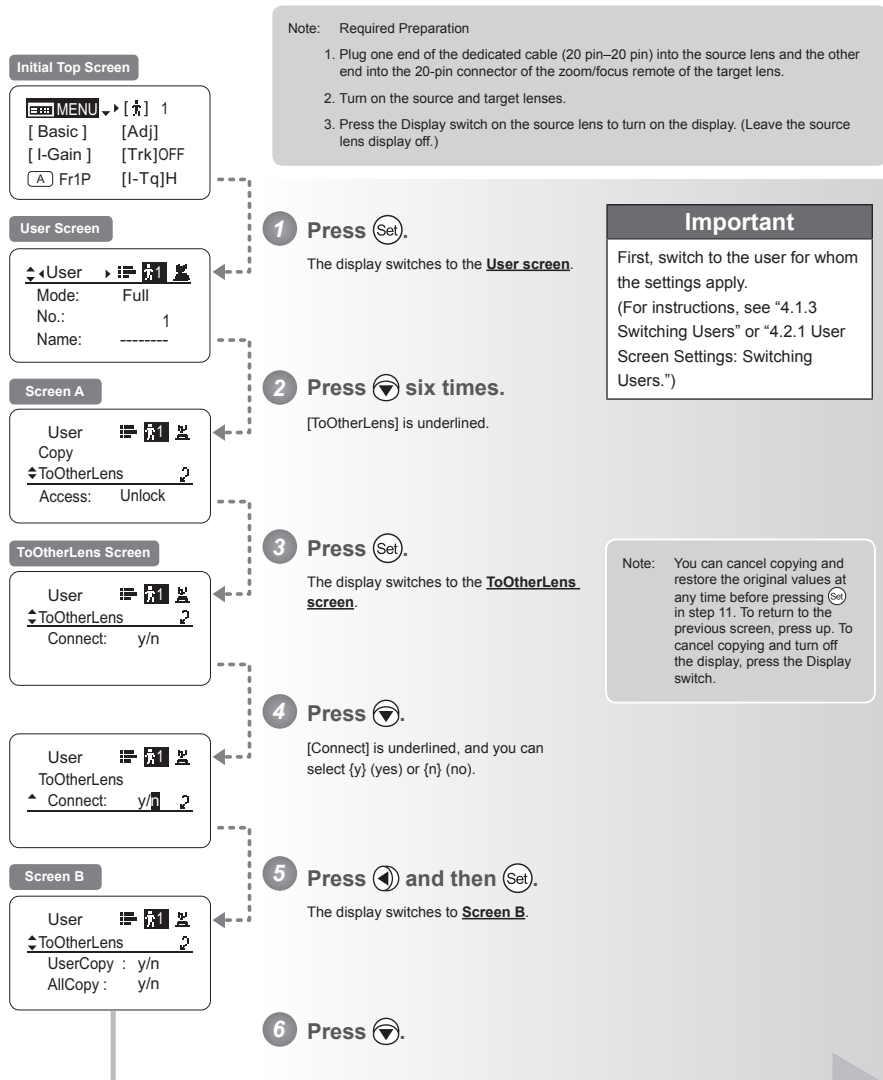 Note: Required Preparation
1. Plug one end of the dedicated cable (20 pin–20 pin) into the source lens and the other
end into the 20-pin connector of the zoom/focus remote of the target lens.
2. Turn on the source and target lenses.
3. Press the Display switch on the source lens to turn on the display. (Leave the source
lens display off.)
Initial Top Screen
MENU [ ] 1
[ Basic ] [Adj]
[ I-Gain ] [Trk]OFF
A Fr1P [I-Tq]H
User Screen
User 1
Mode: Full
No.: 1
Name: --------
1 Press Set.
The display switches to the User screen.
Important
First, switch to the user for whom
the settings apply.
(For instructions, see “4.1.3
Switching Users” or “4.2.1 User
Screen Settings: Switching
Users.”)
Screen A
User 1
Copy
ToOtherLens
Access: Unlock
2 Press six times.
[ToOtherLens] is underlined.
ToOtherLens Screen
User 1
ToOtherLens
Connect: y/n
3 Press Set.
The display switches to the ToOtherLens
screen.
Note: You can cancel copying and
restore the original values at
any time before pressing Set
in step 11. To return to the
previous screen, press up. To
cancel copying and turn off
the display, press the Display
switch.
User 1
ToOtherLens
Connect: y/n
4 Press .
[Connect] is underlined, and you can
select {y} (yes) or {n} (no).
Screen B
User 1
ToOtherLens
UserCopy : y/n
AllCopy : y/n
5 Press and then Set.
The display switches to Screen B.
6 Press .